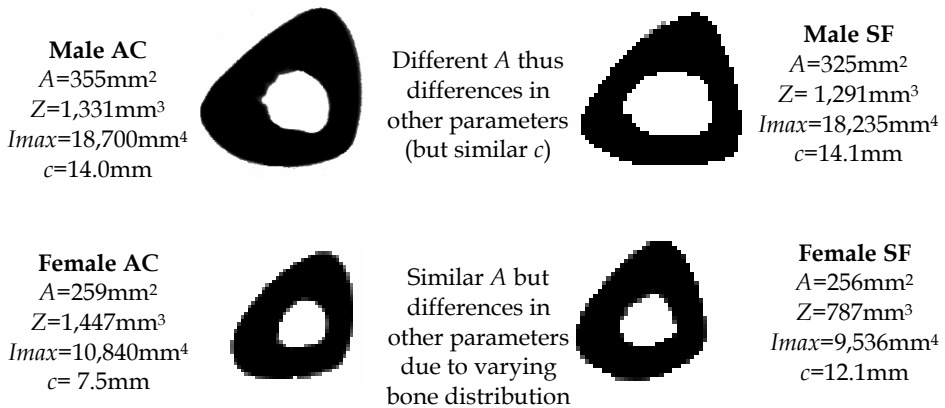 Male AC
A=355mm²
Z=1,331mm³
Imax=18,700mm⁴
c=14.0mm
Different A thus
differences in
other parameters
(but similar c)
Male SF
A=325mm²
Z= 1,291mm³
Imax=18,235mm⁴
c=14.1mm
Female AC
A=259mm²
Z=1,447mm³
Imax=10,840mm⁴
c= 7.5mm
Similar A but
differences in
other parameters
due to varying
bone distribution
Female SF
A=256mm²
Z=787mm³
Imax=9,536mm⁴
c=12.1mm